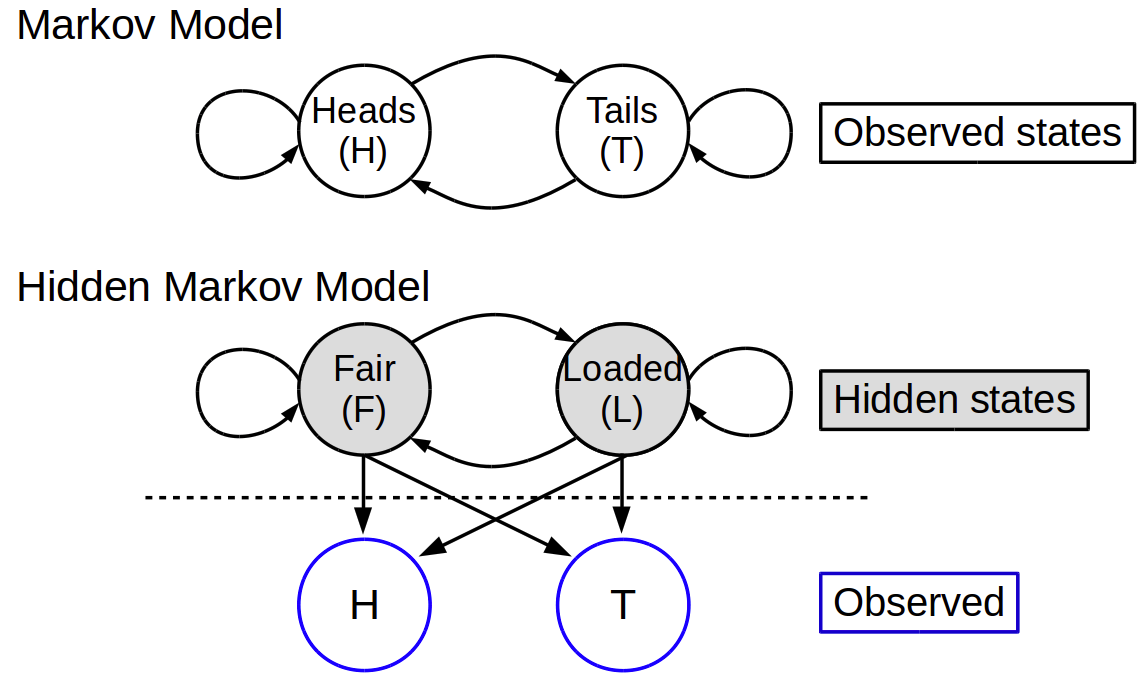 Markov Model
Heads
(H)
Tails
(T)
Observed states
Hidden Markov Model
Fair
(F)
Loaded
(L)
Hidden states
H
T
Observed